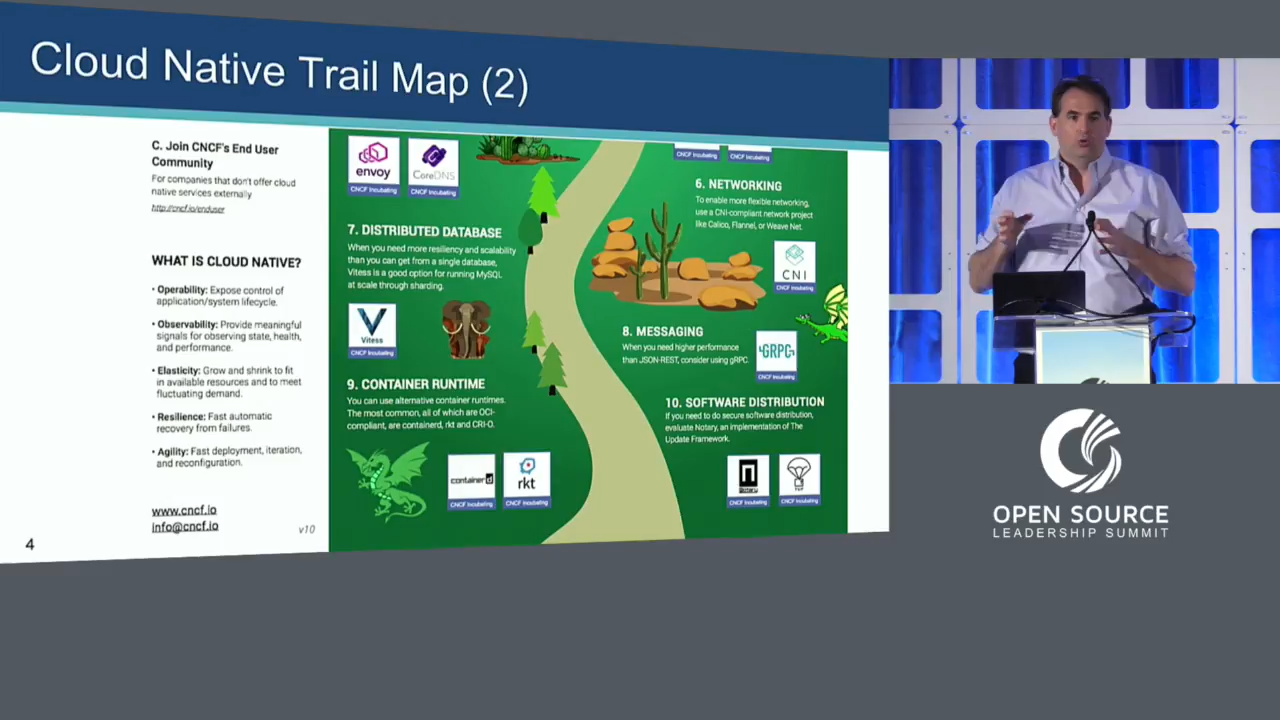 Cloud Native Trail Map (2)
C. Join CNCF's End User
Community
For companies that don't offer cloud
native services externally
http://cncf.io/enduser
WHAT IS CLOUD NATIVE?
• Operability: Expose control of
application/system lifecycle.
• Observability: Provide meaningful
signals for observing state, health,
and performance.
• Elasticity: Grow and shrink to fit
in available resources and to meet
fluctuating demand.
• Resilience: Fast automatic
recovery from failures.
• Agility: Fast deployment, iteration,
and reconfiguration.
www.cncf.io
info@cncf.io
v10
4
envoy
CNCF Incubating
CoreDNS
CNCF Incubating
CNCF Incubating
CNCF Incubating
6. NETWORKING
To enable more flexible networking,
use a CNI-compliant network project
like Calico, Flannel, or Weave Net.
CNI
CNCF Incubating
7. DISTRIBUTED DATABASE
When you need more resiliency and scalability
than you can get from a single database,
Vitess is a good option for running MySQL
at scale through sharding.
Vitess
CNCF Incubating
8. MESSAGING
When you need higher performance
than JSON-REST, consider using gRPC.
GRPC
CNCF Incubating
9. CONTAINER RUNTIME
You can use alternative container runtimes.
The most common, all of which are OCI-
compliant, are containerd, rkt and CRI-O.
containerd
CNCF Incubating
rkt
CNCF Incubating
10. SOFTWARE DISTRIBUTION
If you need to do secure software distribution,
evaluate Notary, an implementation of The
Update Framework.
Notary
CNCF Incubating
TUF
CNCF Incubating
OPEN SOURCE
LEADERSHIP SUMMIT